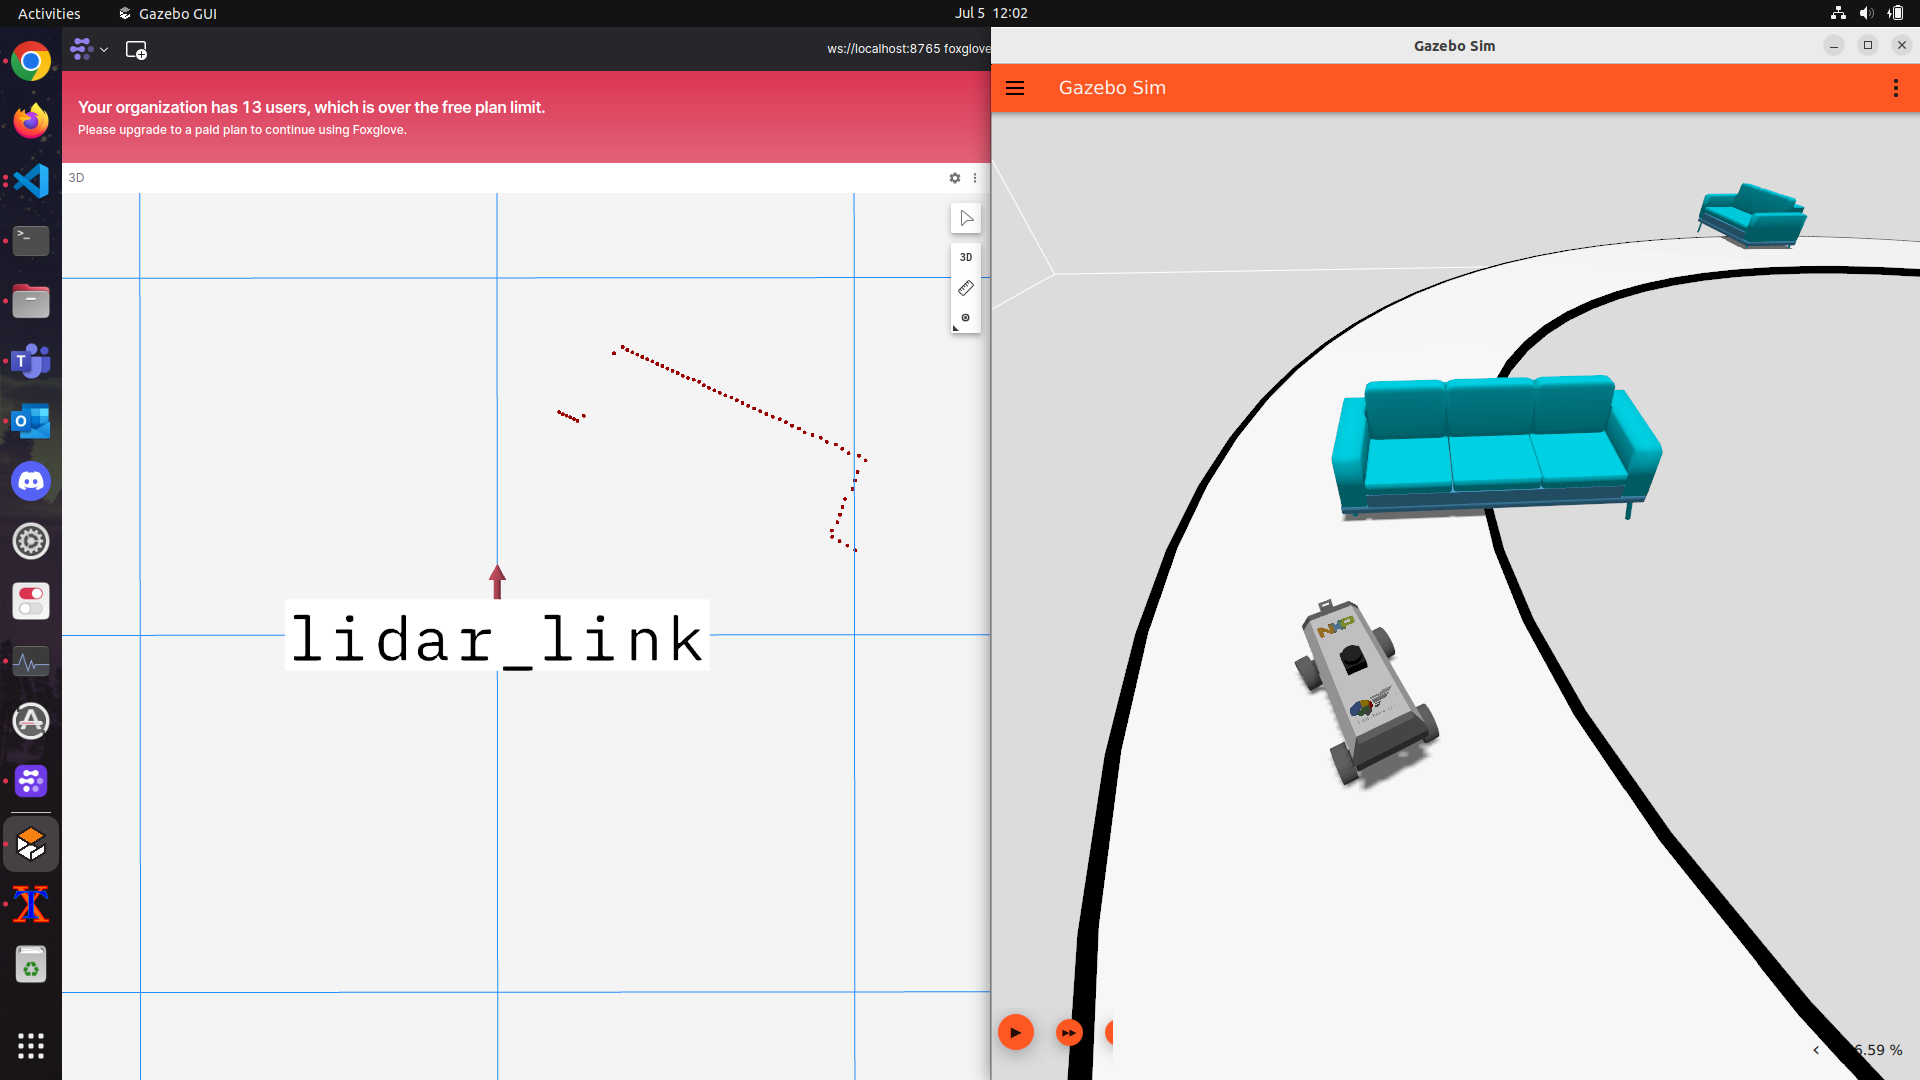 Activities
Gazebo GUI
Jul 5 12:02
ws://localhost:8765 foxglove
Your organization has 13 users, which is over the free plan limit.
Please upgrade to a paid plan to continue using Foxglove.
3D
3D
lidar_link
Gazebo Sim
Gazebo Sim
NXP
6.59 %